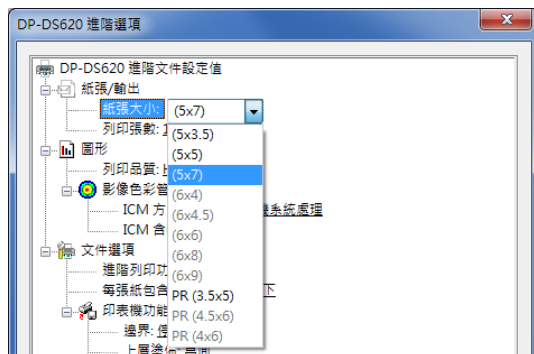 DP-DS620 進階選項
DP-DS620 進階文件設定值
紙張/輸出
紙張大小: (5x7)
列印張數:
(5x3.5)
(5x5)
(5x7)
(6x4)
(6x4.5)
(6x6)
(6x8)
(6x9)
PR (3.5x5)
PR (4.5x6)
PR (4x6)
圖形
列印品質:
影像色彩管
ICM 方 系統處理
ICM 含
文件選項
進階列印功
每張紙包含 下
印表機功能
邊界:
上層塗